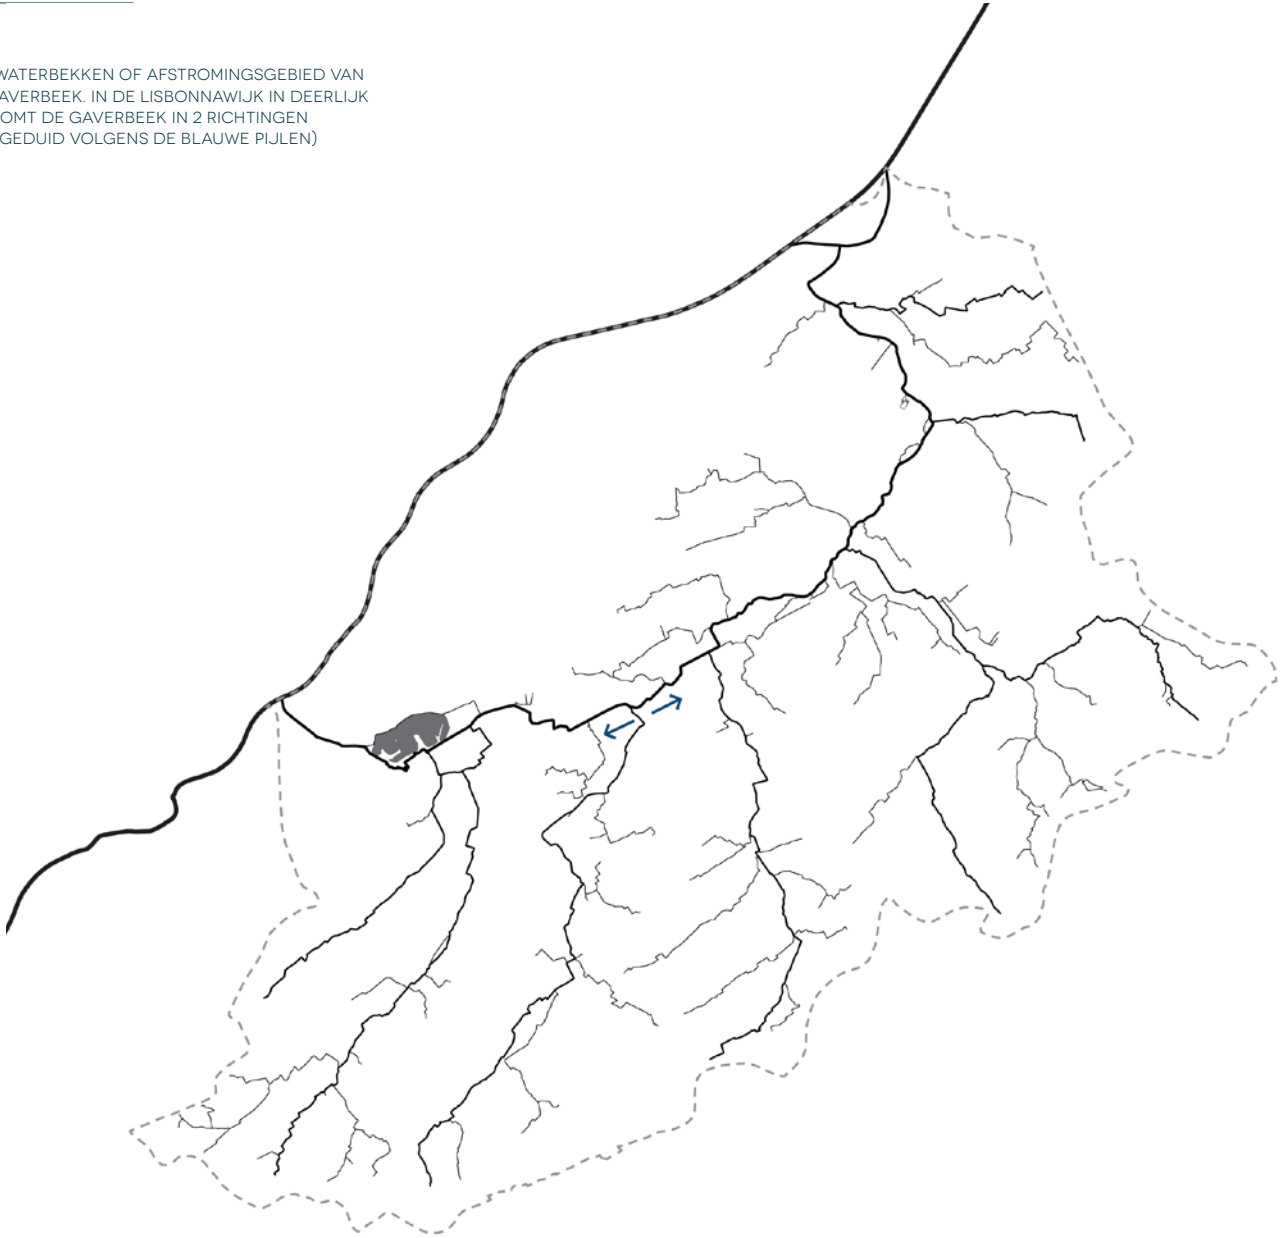 WATERBEKKEN OF AFSTROMINGSGEBIED VAN
AVERBEEK. IN DE LISBONNAWIJK IN DEERLIJK
OMT DE GAVERBEEK IN 2 RICHTINGEN
GEDUID VOLGENS DE BLAUWE PIJLEN)